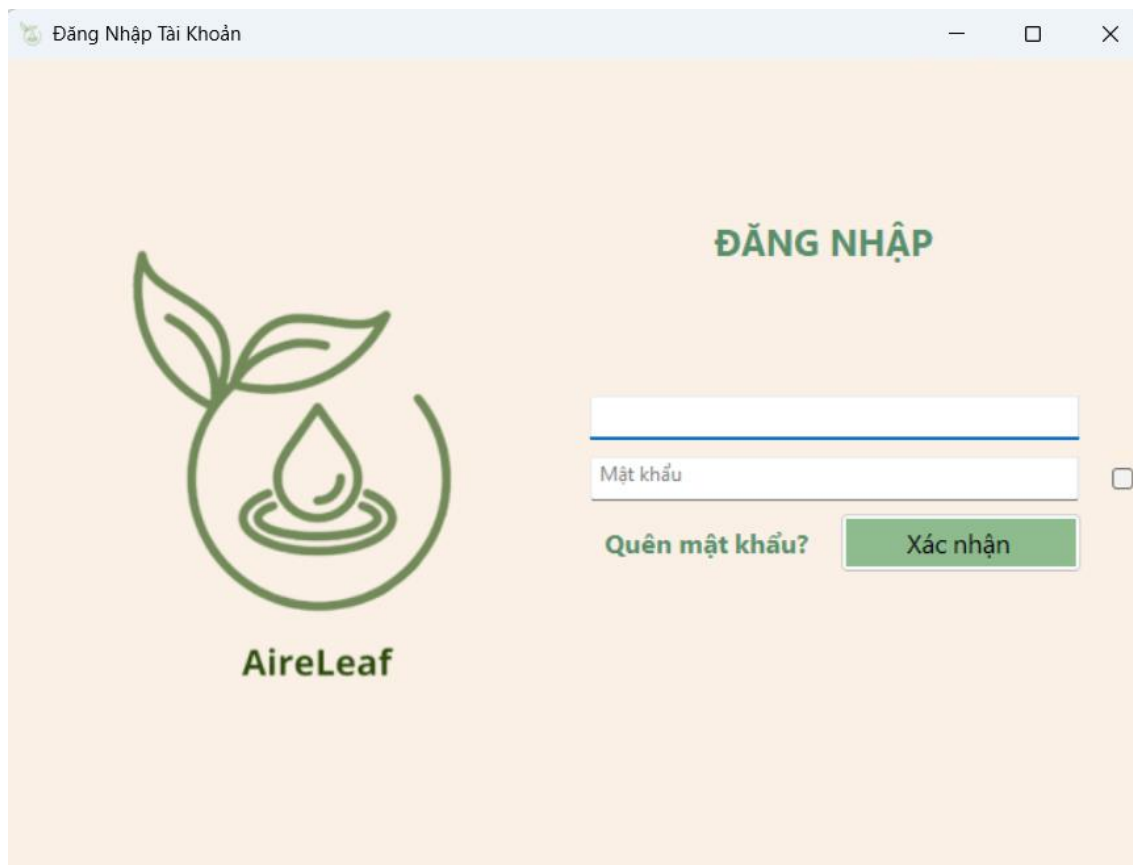 Đăng Nhập Tài Khoản
ĐĂNG NHẬP
Mật khẩu
Quên mật khẩu?
Xác nhận
AireLeaf